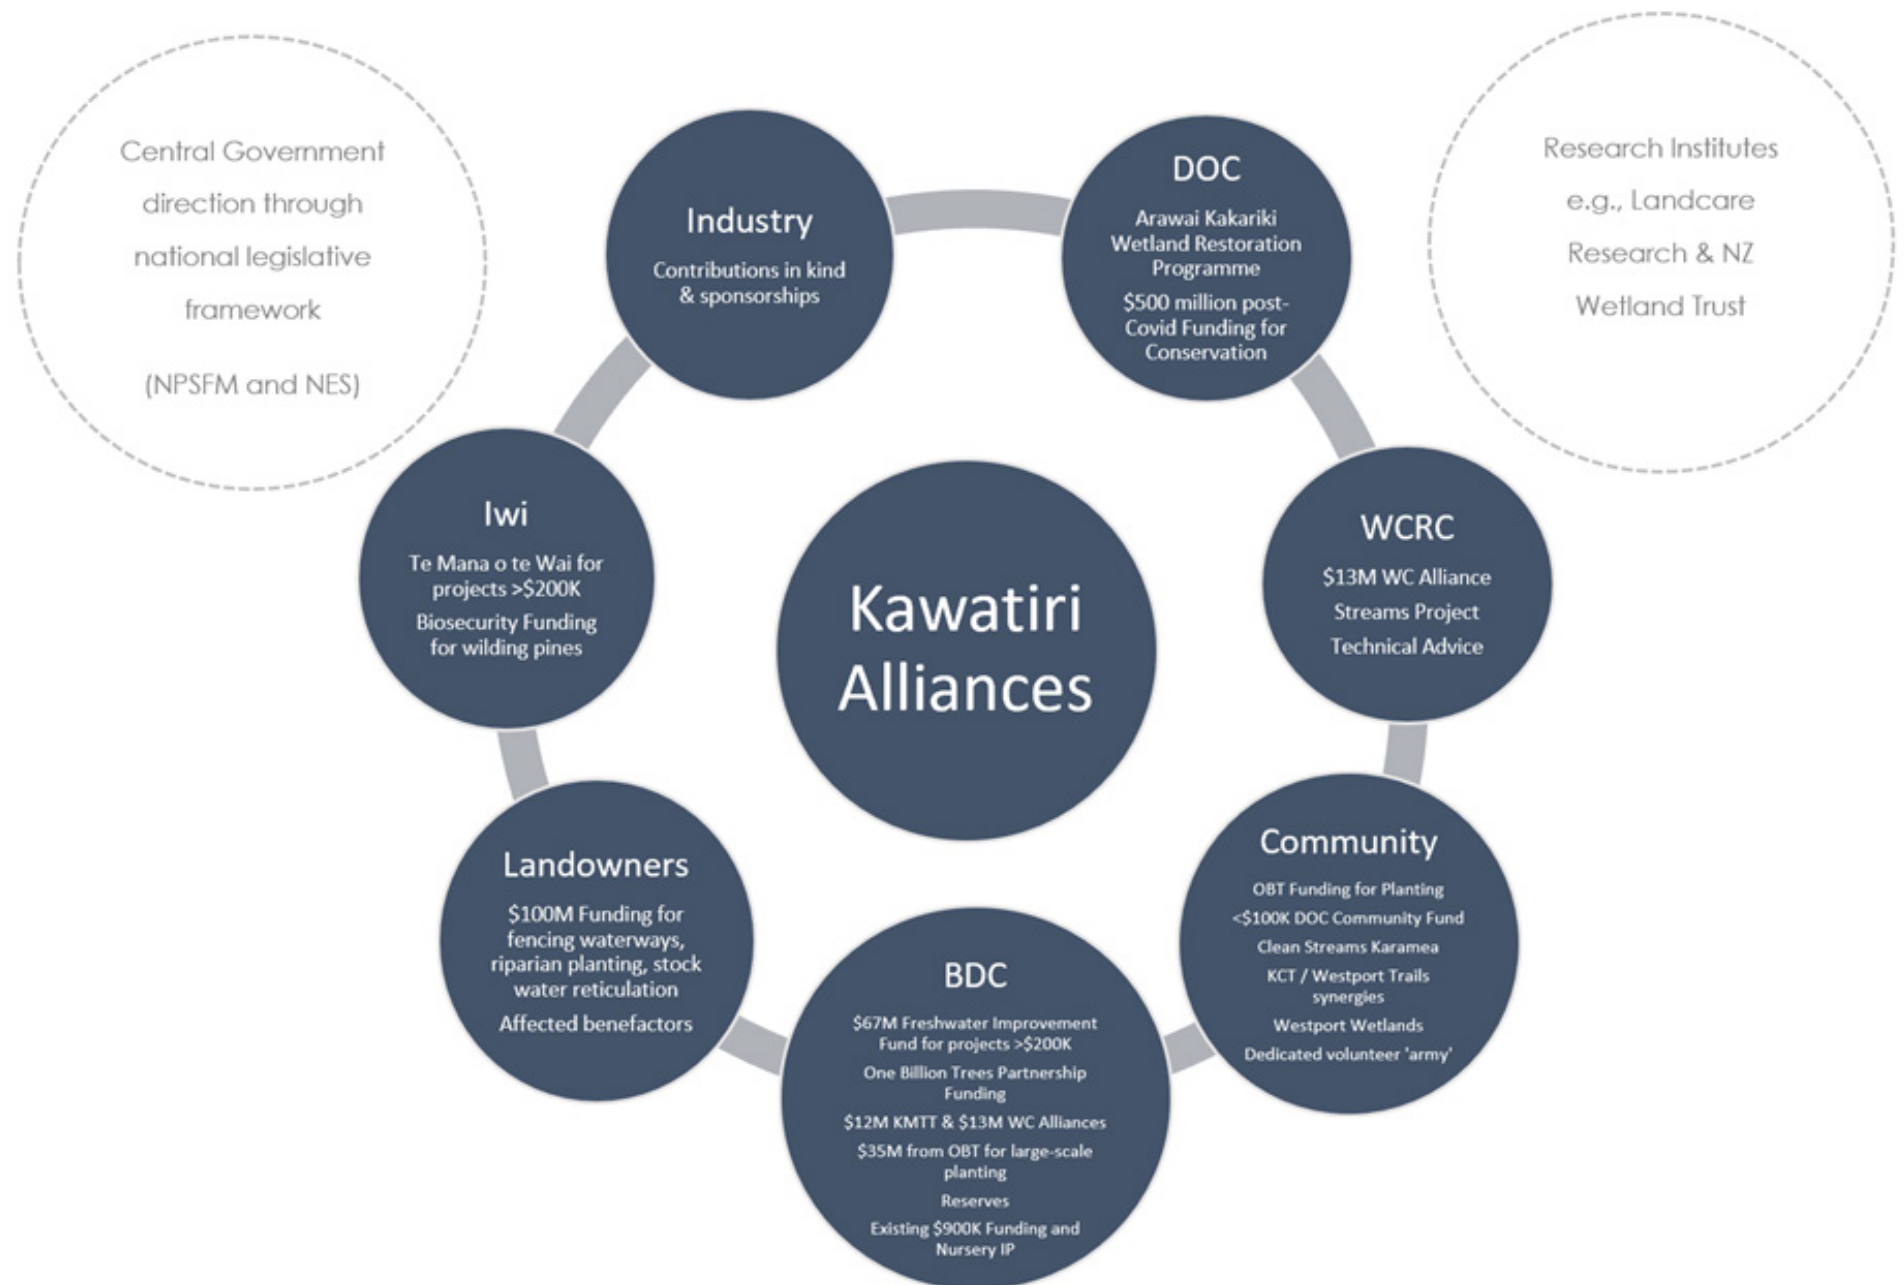 Central Government
direction through
national legislative
framework
(NPSFM and NES)
Industry
Contributions in kind
& sponsorships
DOC
Arawai Kakariki
Wetland Restoration
Programme
$500 million post-
Covid Funding for
Conservation
Research Institutes
e.g., Landcare
Research & NZ
Wetland Trust
Iwi
Te Mana o te Wai for
projects >$200K
Biosecurity Funding
for wilding pines
Kawatiri
Alliances
WCRC
$13M WC Alliance
Streams Project
Technical Advice
Landowners
$100M Funding for
fencing waterways,
riparian planting, stock
water reticulation
Affected benefactors
BDC
$67M Freshwater Improvement
Fund for projects >$200K
One Billion Trees Partnership
Funding
$12M KMTT & $13M WC Alliances
$35M from OBT for large-scale
planting
Reserves
Existing $900K Funding and
Nursery IP
Community
OBT Funding for Planting
<$100K DOC Community Fund
Clean Streams Karamea
KCT / Westport Trails
synergies
Westport Wetlands
Dedicated volunteer 'army'